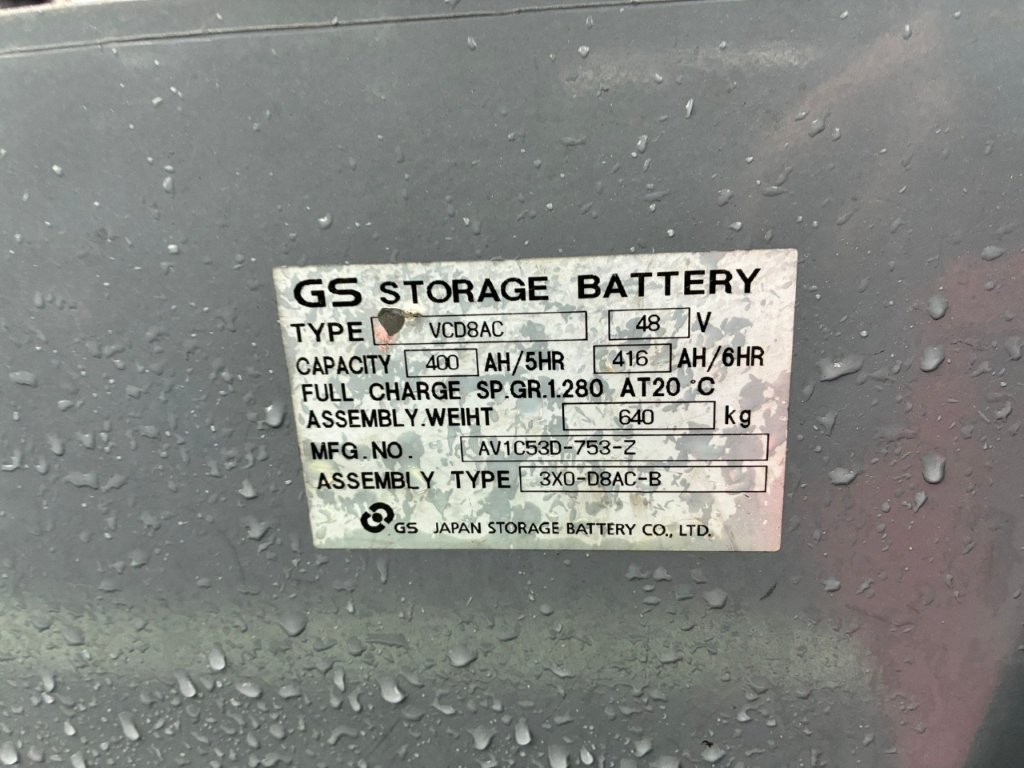 GS STORAGE BATTERY
TYPE VCD8AC 48 V
CAPACITY 400 AH/5HR 416 AH/6HR
FULL CHARGE SP.GR.1.280 AT20 °C
ASSEMBLY.WEIHT 640 kg
MFG.NO. AV1C53D-753-Z
ASSEMBLY TYPE 3X0-D8AC-B
GS JAPAN STORAGE BATTERY CO., LTD.